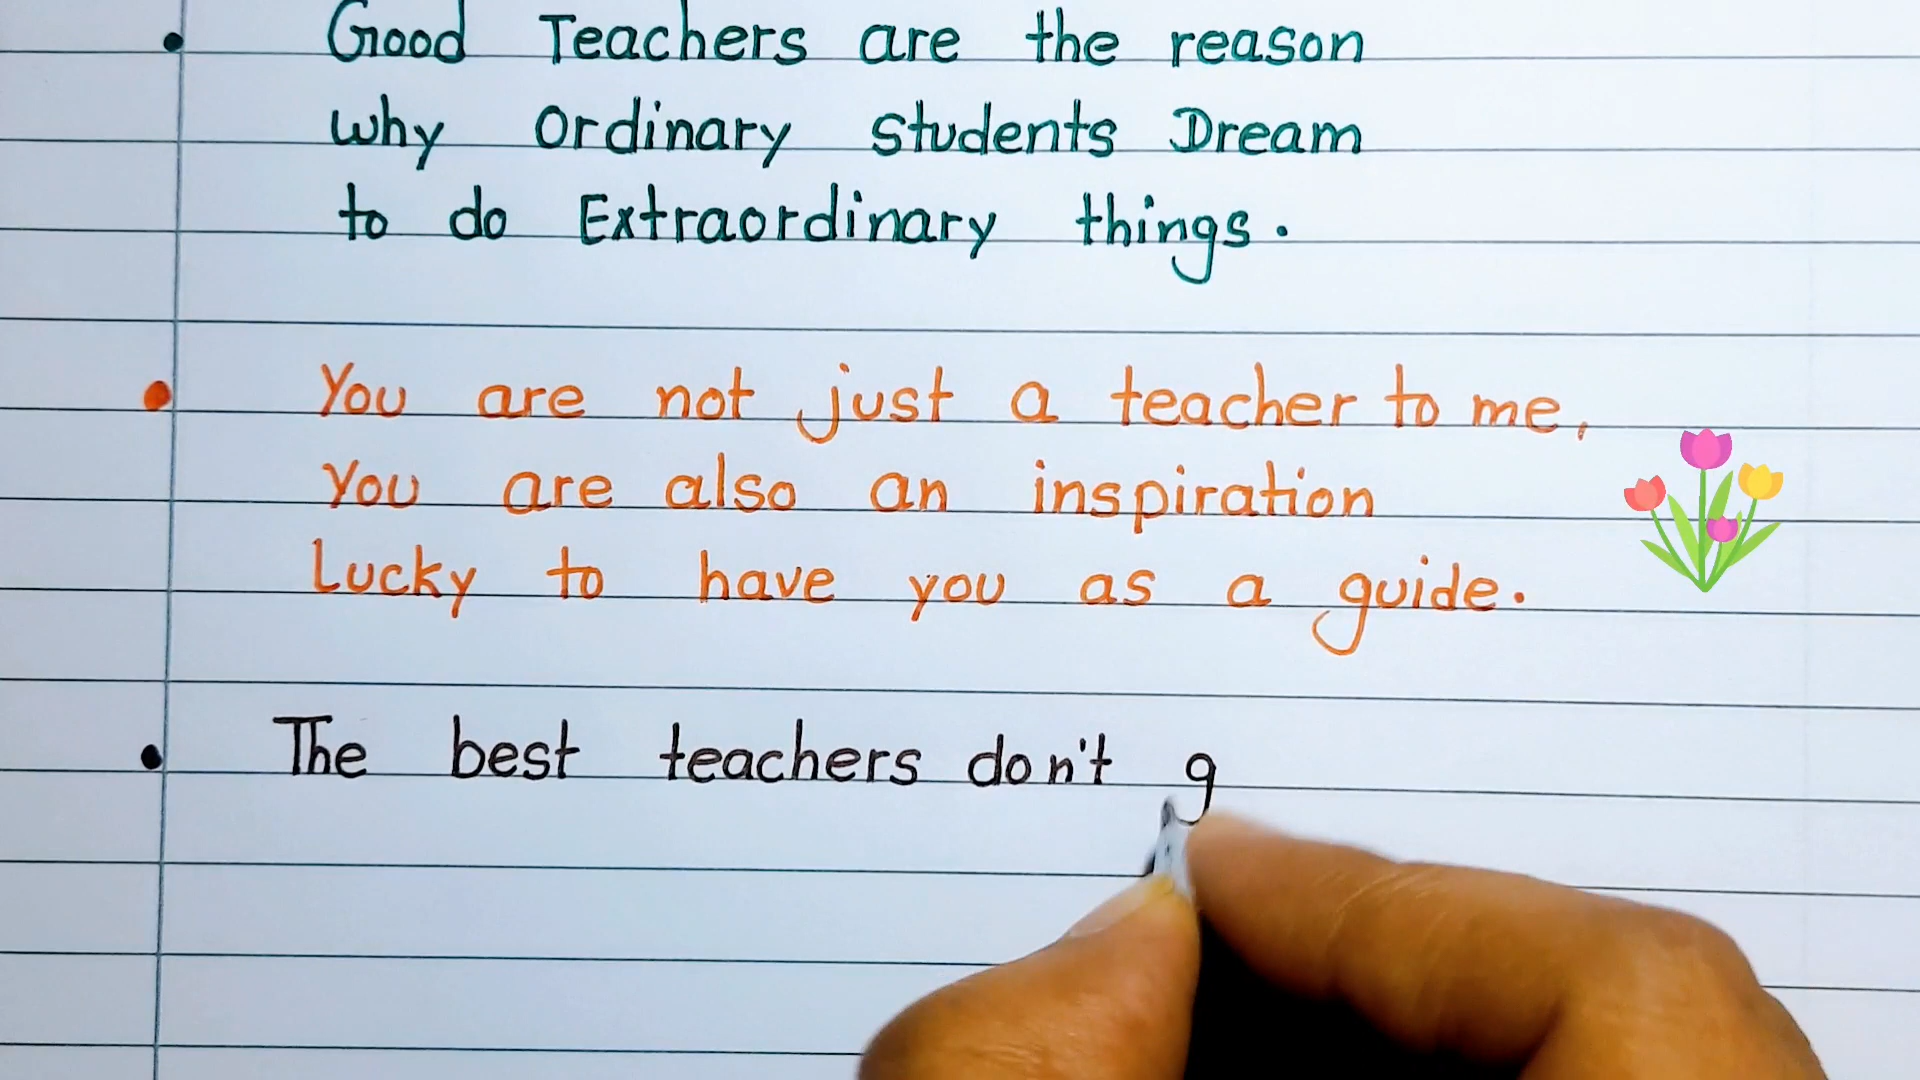 Good Teachers are the reason
why Ordinary students Dream
to do Extraordinary things.
You are not just a teacher to me,
You are also an inspiration
Lucky to have you as a guide.
The best teachers don't g